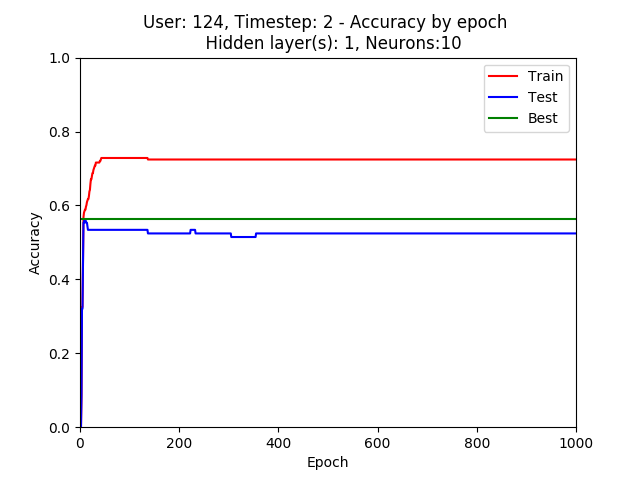 User: 124, Timestep: 2 - Accuracy by epoch
Hidden layer(s): 1, Neurons:10
1.0
0.8
0.6
0.4
0.2
0.0
Accuracy
Train
Test
Best
0
200
400
600
800
1000
Epoch